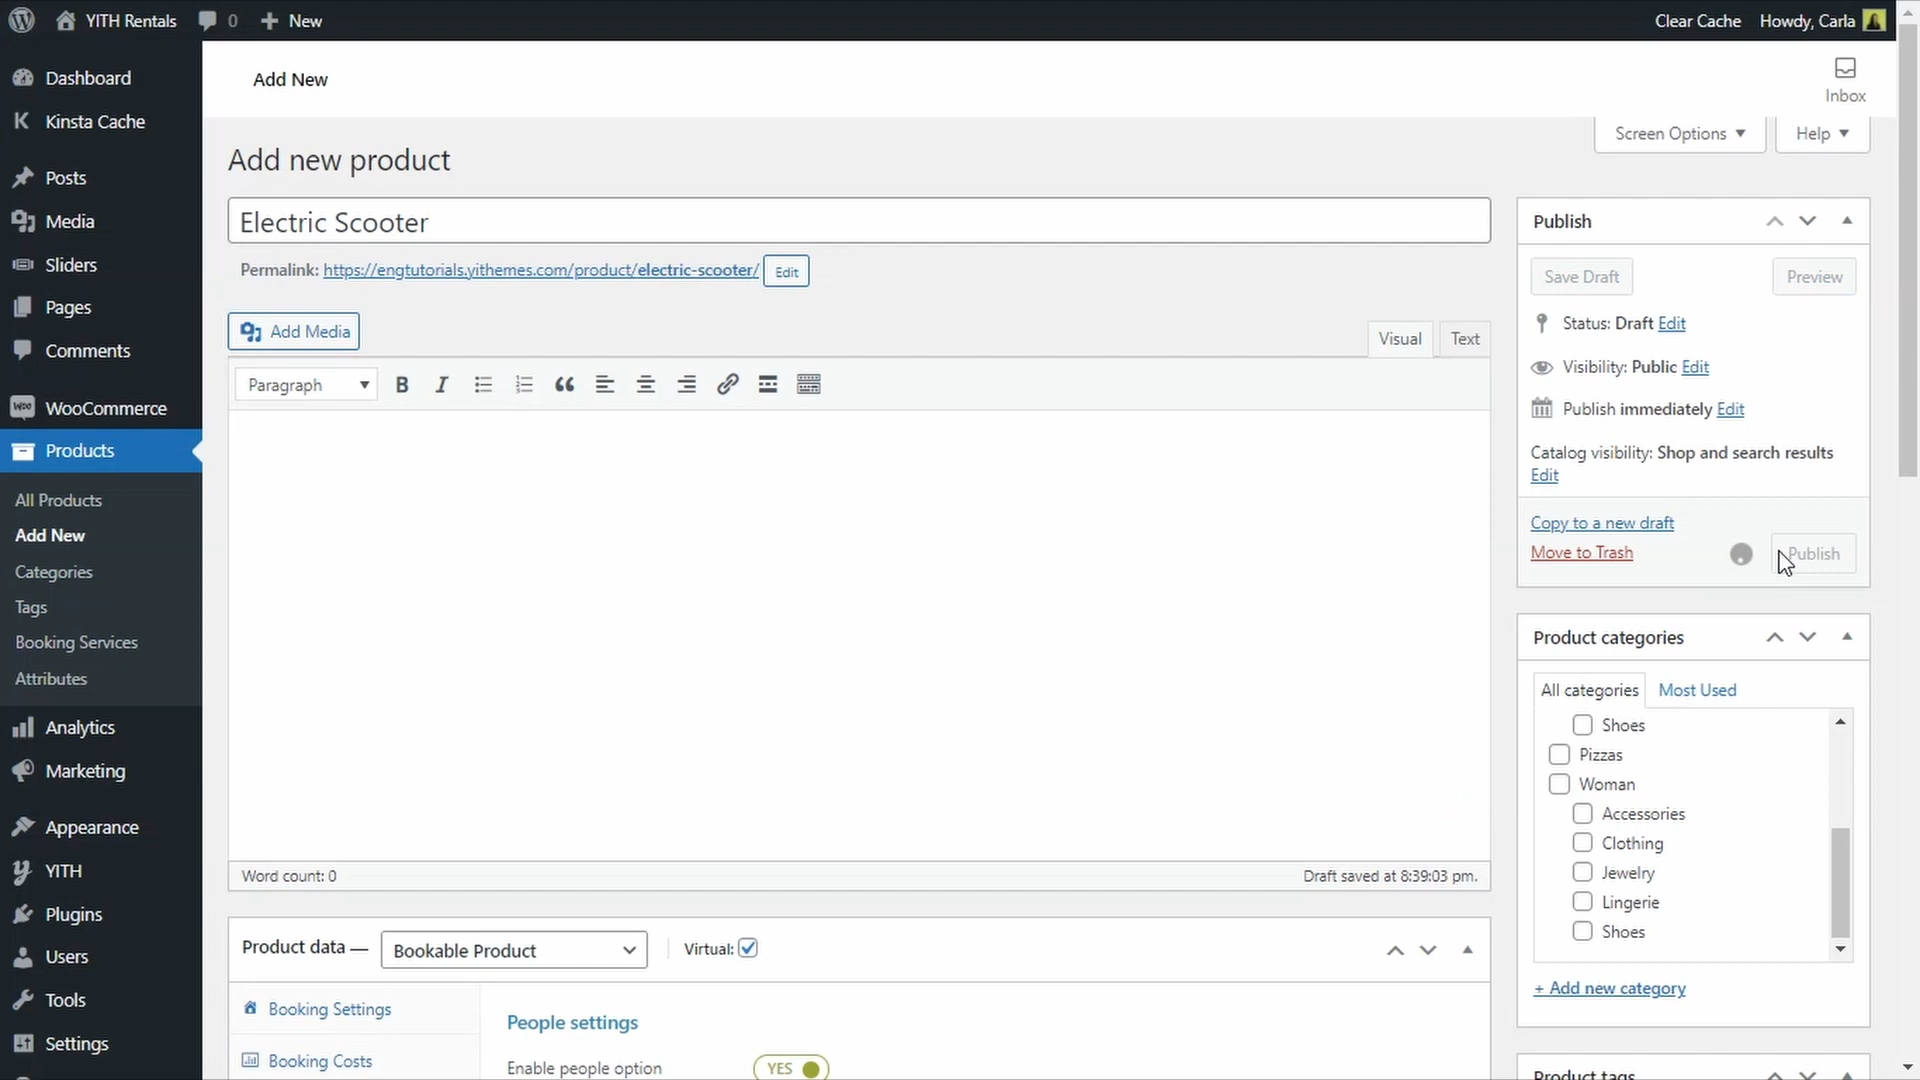 YITH Rentals 0 New Clear Cache Howdy, Carla
Dashboard
Kinsta Cache
Posts
Media
Sliders
Pages
Comments
WooCommerce
Products
All Products
Add New
Categories
Tags
Booking Services
Attributes
Analytics
Marketing
Appearance
YITH
Plugins
Users
Tools
Settings
Add New
Inbox
Screen Options
Help
Add new product
Electric Scooter
Permalink: https://engtutorials.yithemes.com/product/electric-scooter/ Edit
Add Media
Visual Text
Paragraph
Word count: 0 Draft saved at 8:39:03 pm.
Product data — Bookable Product Virtual:
Booking Settings
Booking Costs
People settings
Enable people option YES
Publish
Save Draft Preview
Status: Draft Edit
Visibility: Public Edit
Publish immediately Edit
Catalog visibility: Shop and search results
Edit
Copy to a new draft
Move to Trash Publish
Product categories
All categories Most Used
Shoes
Pizzas
Woman
Accessories
Clothing
Jewelry
Lingerie
Shoes
+ Add new category
Product tags